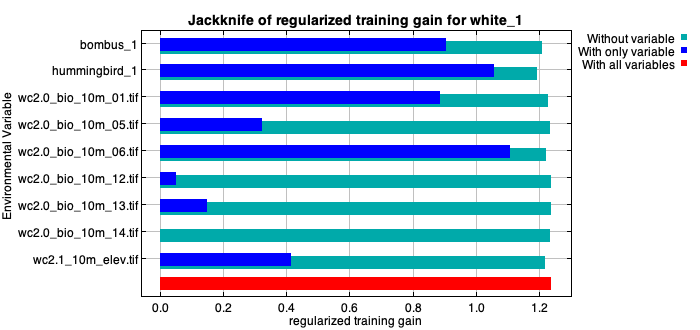 Jackknife of regularized training gain for white_1
Without variable
With only variable
With all variables
Environmental Variable
bombus_1
hummingbird_1
wc2.0_bio_10m_01.tif
wc2.0_bio_10m_05.tif
wc2.0_bio_10m_06.tif
wc2.0_bio_10m_12.tif
wc2.0_bio_10m_13.tif
wc2.0_bio_10m_14.tif
wc2.1_10m_elev.tif
0.0 0.2 0.4 0.6 0.8 1.0 1.2
regularized training gain